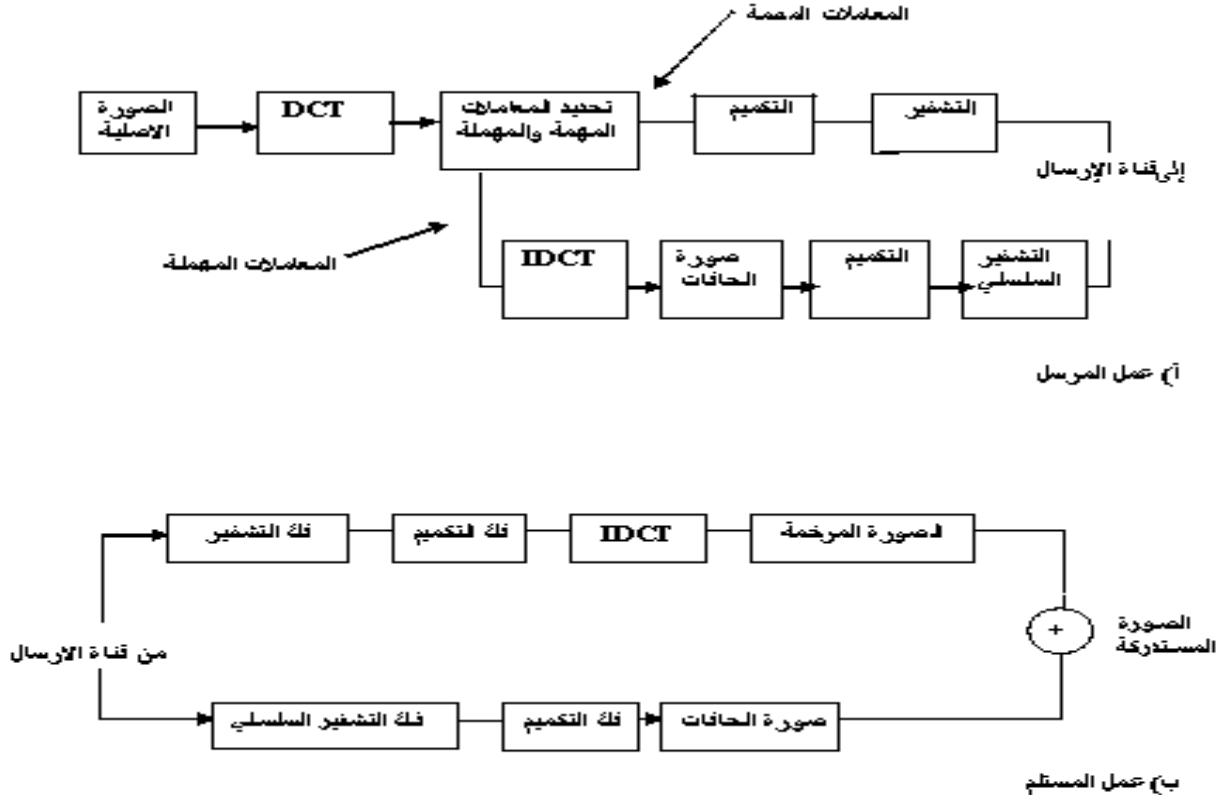 المعاملات المهمة
الصورة
الاصلية
DCT
تحديد المعاملات
المهمة والمهملة
التكميم
التشفير
إلى قناة الإرسال
المعاملات المهملة
IDCT
صورة
الحافات
التكميم
التشفير
السلسلي
أ) عمل المرسل
فك التشفير
فك التكميم
IDCT
الصورة المرخمة
+
الصورة
المستدركة
من قناة الارسال
فك التشفير السلسلي
فك التكميم
صورة الحافات
ب) عمل المستلم